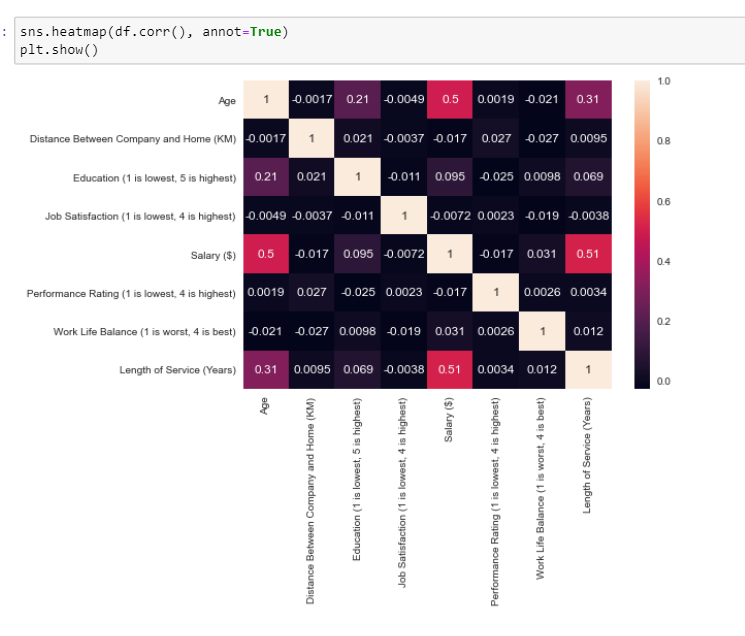 : sns.heatmap(df.corr(), annot=True)
plt.show()
1.0
Age 1 -0.0017 0.21 -0.0049 0.5 0.0019 -0.021 0.31
Distance Between Company and Home (KM) -0.0017 1 0.021 -0.0037 -0.017 0.027 -0.027 0.0095
0.8
Education (1 is lowest, 5 is highest) 0.21 0.021 1 -0.011 0.095 -0.025 0.0098 0.069
0.6
Job Satisfaction (1 is lowest, 4 is highest) -0.0049 -0.0037 -0.011 1 -0.0072 0.0023 -0.019 -0.0038
Salary ($) 0.5 -0.017 0.095 -0.0072 1 -0.017 0.031 0.51
0.4
Performance Rating (1 is lowest, 4 is highest) 0.0019 0.027 -0.025 0.0023 -0.017 1 0.0026 0.0034
0.2
Work Life Balance (1 is worst, 4 is best) -0.021 -0.027 0.0098 -0.019 0.031 0.0026 1 0.012
Length of Service (Years) 0.31 0.0095 0.069 -0.0038 0.51 0.0034 0.012 1
0.0
Age
Distance Between Company and Home (KM)
Education (1 is lowest, 5 is highest)
Job Satisfaction (1 is lowest, 4 is highest)
Salary ($)
Performance Rating (1 is lowest, 4 is highest)
Work Life Balance (1 is worst, 4 is best)
Length of Service (Years)